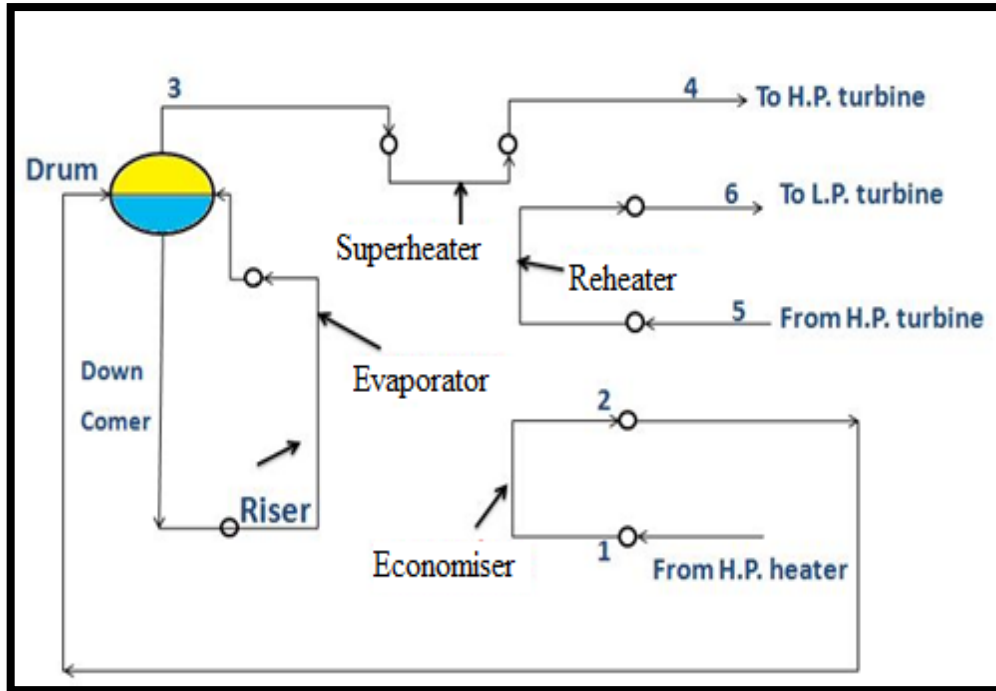 3
4
To H.P. turbine
Drum
6
To L.P. turbine
Superheater
Reheater
5
From H.P. turbine
Evaporator
Down
Comer
2
Riser
Economiser
1
From H.P. heater